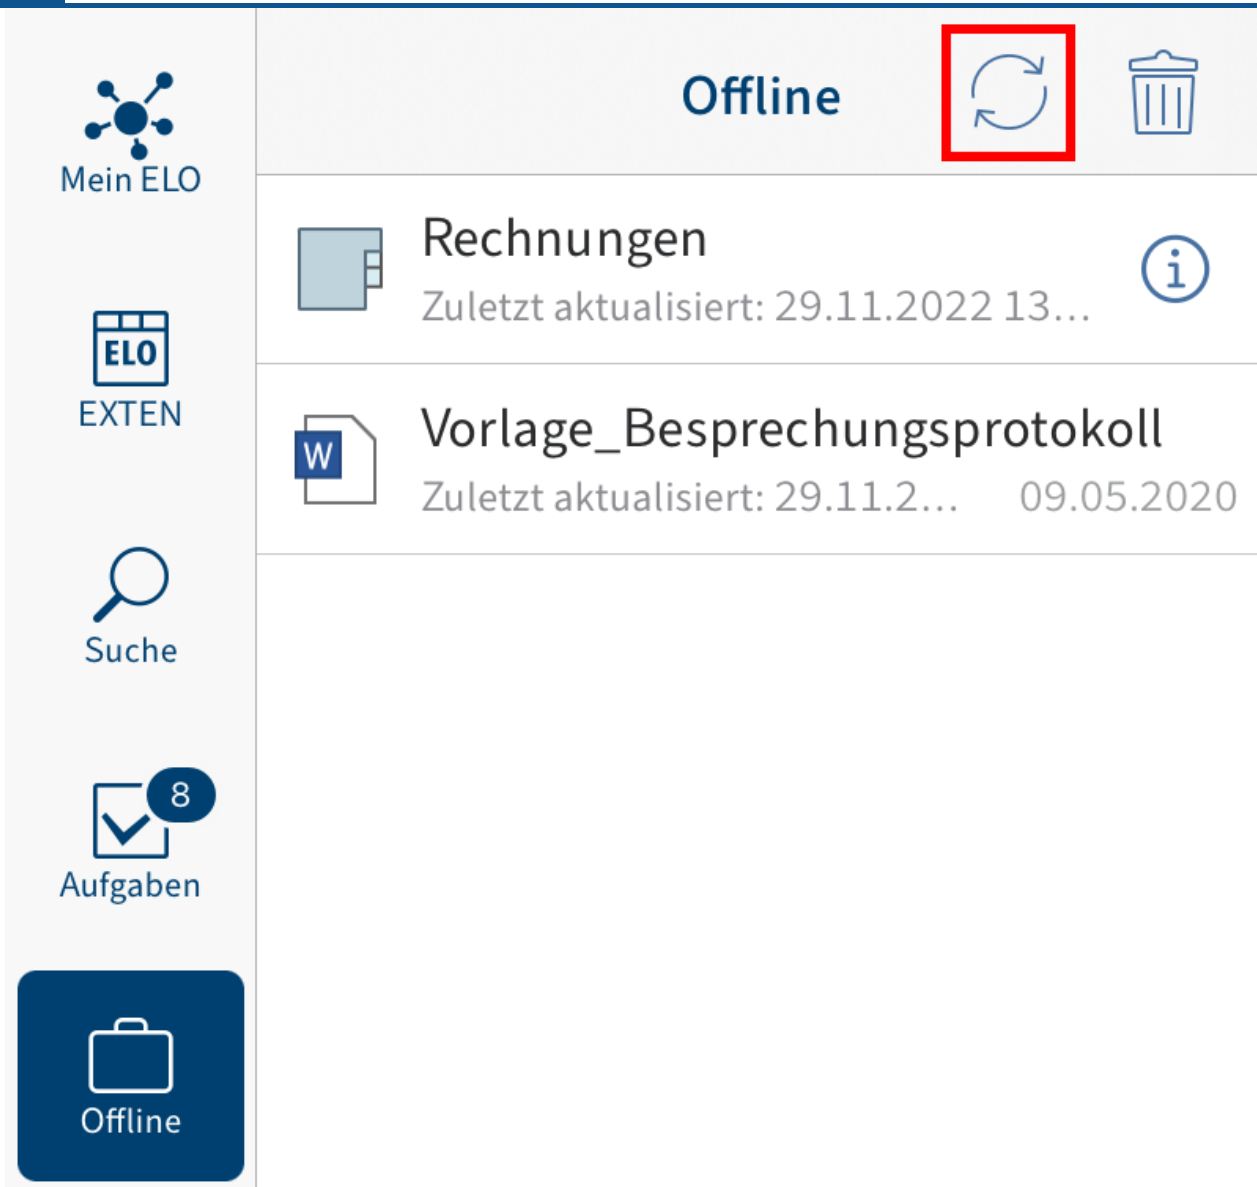 Mein ELO
ELO
EXTEN
Suche
8
Aufgaben
Offline
Offline
Rechnungen
Zuletzt aktualisiert: 29.11.2022 13...
W
Vorlage_Besprechungsprotokoll
Zuletzt aktualisiert: 29.11.2... 09.05.2020